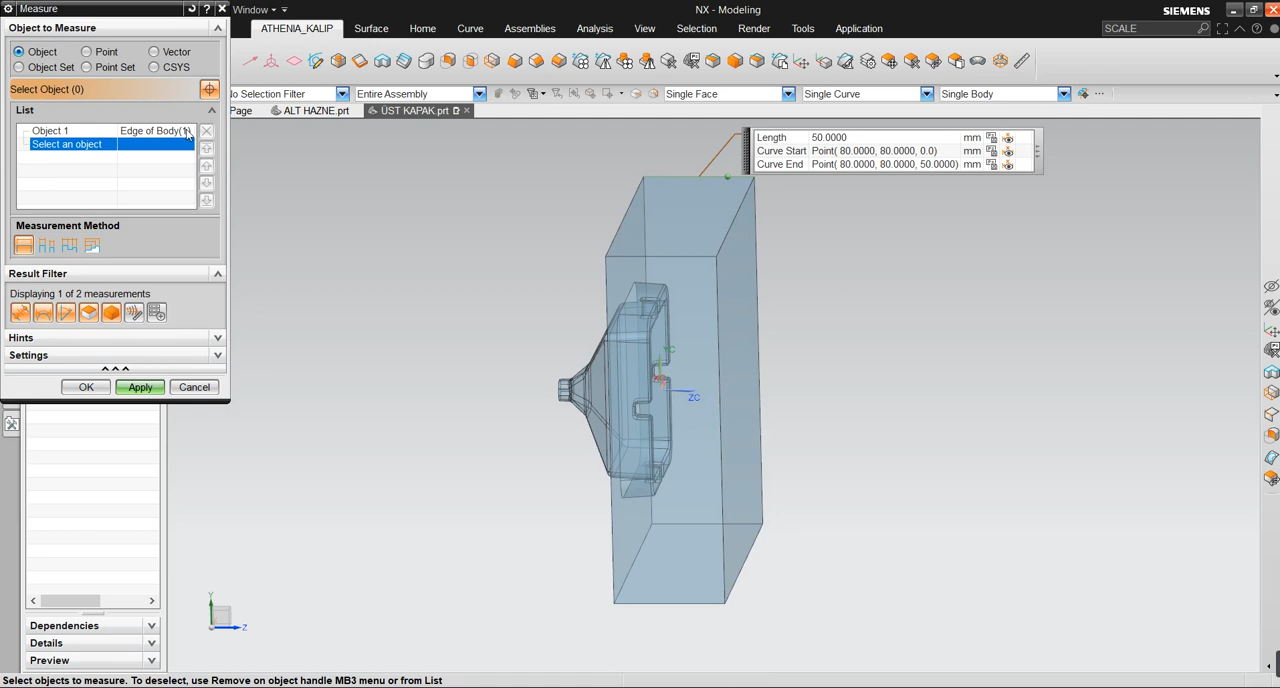 Measure
Window
NX - Modeling
SIEMENS
ATHENIA_KALIP
Surface
Home
Curve
Assemblies
Analysis
View
Selection
Render
Tools
Application
SCALE
Object to Measure
Object
Point
Vector
Object Set
Point Set
CSYS
Select Object (0)
lo Selection Filter
Entire Assembly
Single Face
Single Curve
Single Body
List
Page
ALT HAZNE.prt
ÜST KAPAK.prt
Object 1
Edge of Body(1)
Select an object
Length 50.0000 mm
Curve Start Point( 80.0000, 80.0000, 0.0) mm
Curve End Point( 80.0000, 80.0000, 50.0000) mm
Measurement Method
Result Filter
Displaying 1 of 2 measurements
Hints
Settings
OK
Apply
Cancel
YC
ZC
Y
Z
Dependencies
Details
Preview
Select objects to measure. To deselect, use Remove on object handle MB3 menu or from List